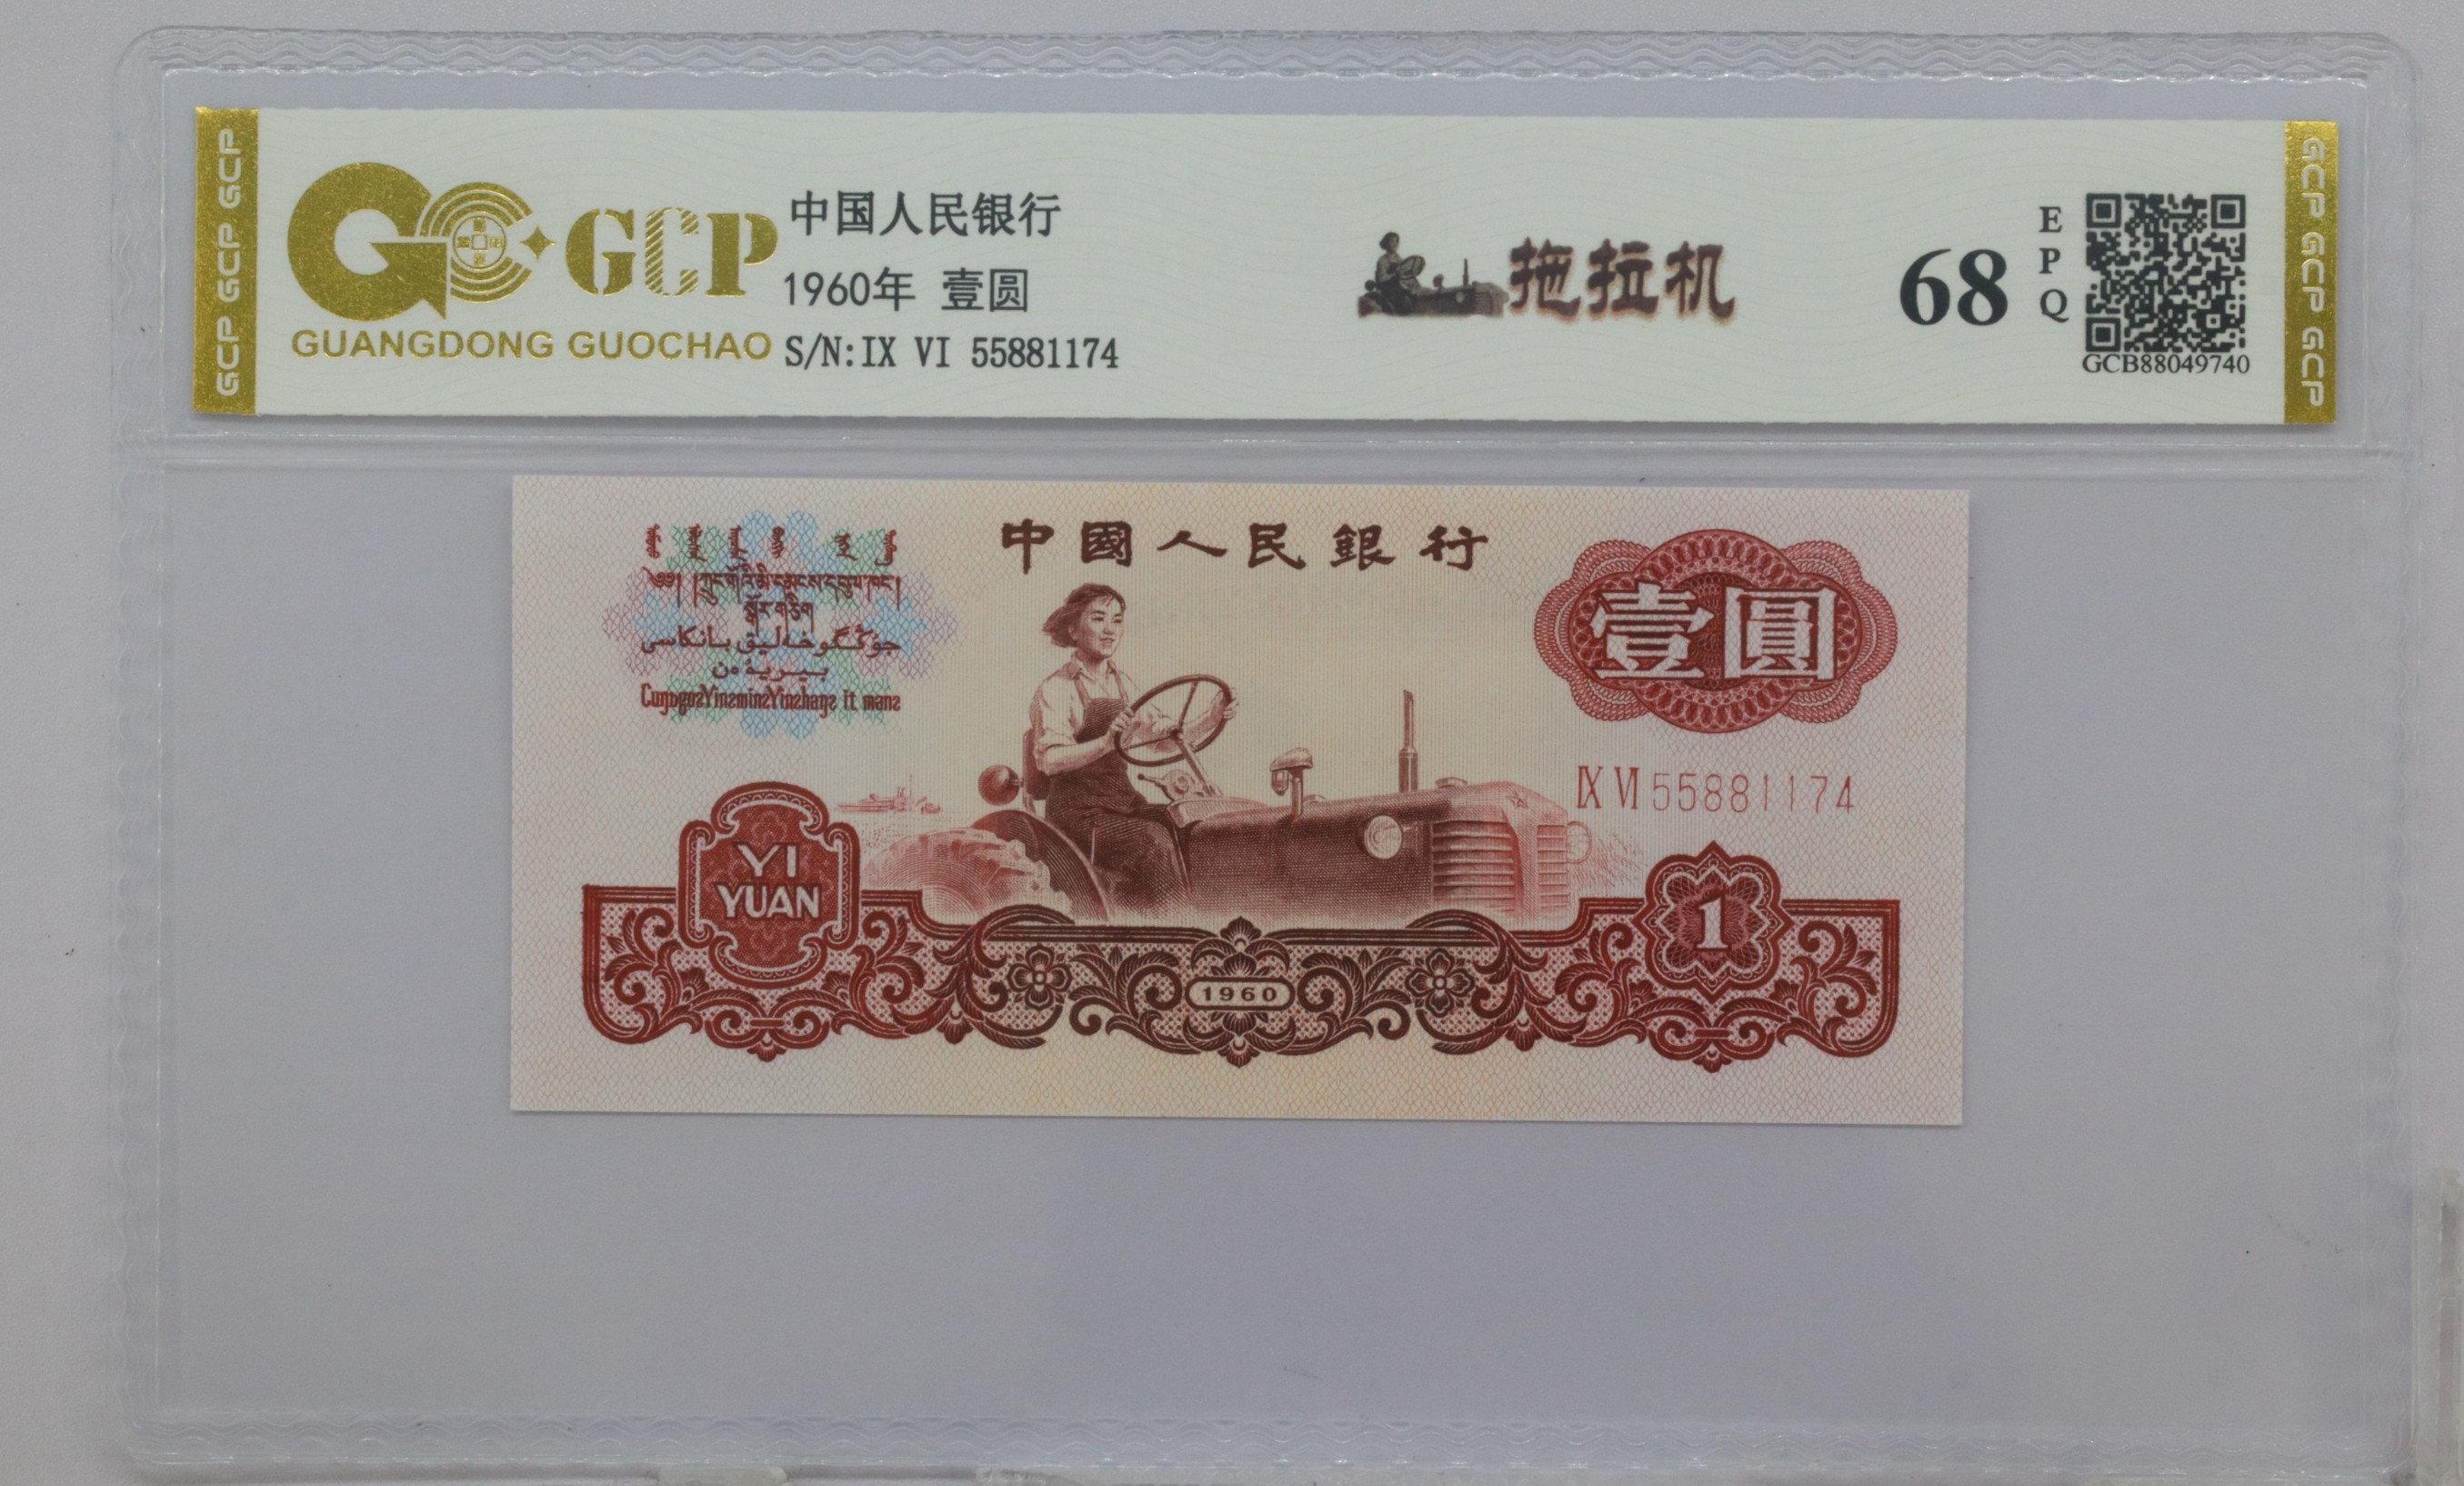 GCP GCP GCP
GCP
GUANGDONG GUOCHAO
中国人民银行
1960年 壹圆
S/N:IX VI 55881174
拖拉机
68
E
P
Q
GCB88049740
GCP GCP GCP
中國人民銀行
壹圓
IX VI 55881174
YI
YUAN
1960
1